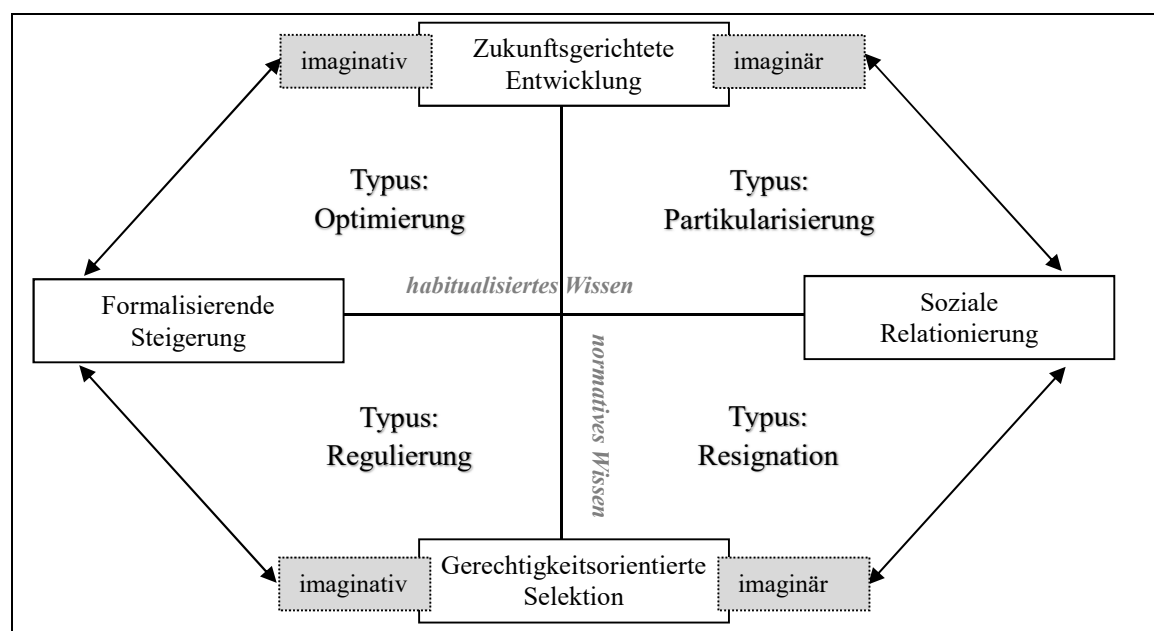 imaginativ
Zukunftsgerichtete
Entwicklung
imaginär
Typus:
Optimierung
Typus:
Partikularisierung
habitualisiertes Wissen
Formalisierende
Steigerung
Soziale
Relationierung
normatives Wissen
Typus:
Regulierung
Typus:
Resignation
imaginativ
Gerechtigkeitsorientierte
Selektion
imaginär